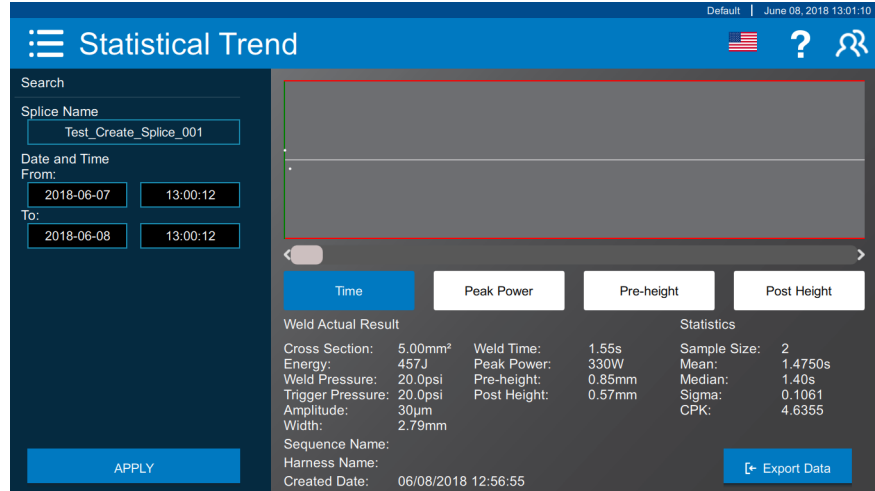 Default | June 08, 2018 13:01:10
Statistical Trend ?
Search
Splice Name
Test_Create_Splice_001
Date and Time
From:
2018-06-07 13:00:12
To:
2018-06-08 13:00:12
APPLY
Time Peak Power Pre-height Post Height
Weld Actual Result
Cross Section: 5.00mm²
Energy: 457J
Weld Pressure: 20.0psi
Trigger Pressure: 20.0psi
Amplitude: 30μm
Width: 2.79mm
Weld Time: 1.55s
Peak Power: 330W
Pre-height: 0.85mm
Post Height: 0.57mm
Sequence Name:
Harness Name:
Created Date: 06/08/2018 12:56:55
Statistics
Sample Size: 2
Mean: 1.4750s
Median: 1.40s
Sigma: 0.1061
CPK: 4.6355
Export Data